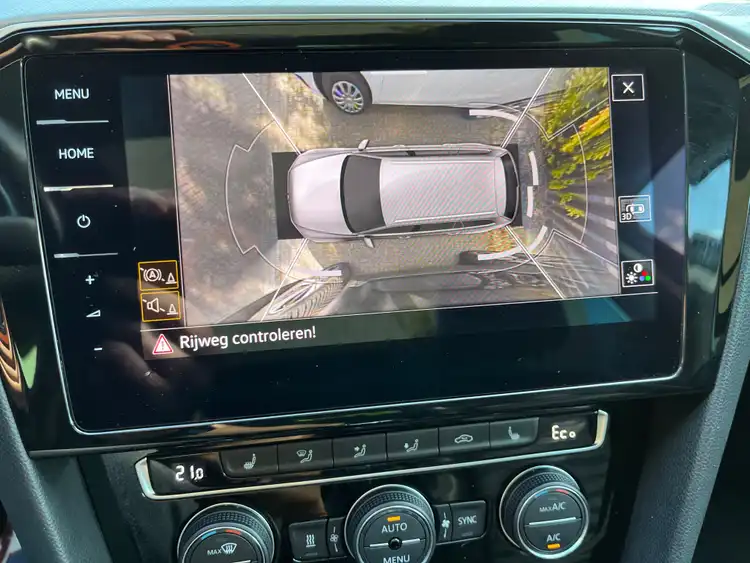 MENU
HOME
+
-
3D
(A)
Rijweg controleren!
21.0
Eco
MAX
AUTO
MENU
SYNC
MAX A/C
A/C